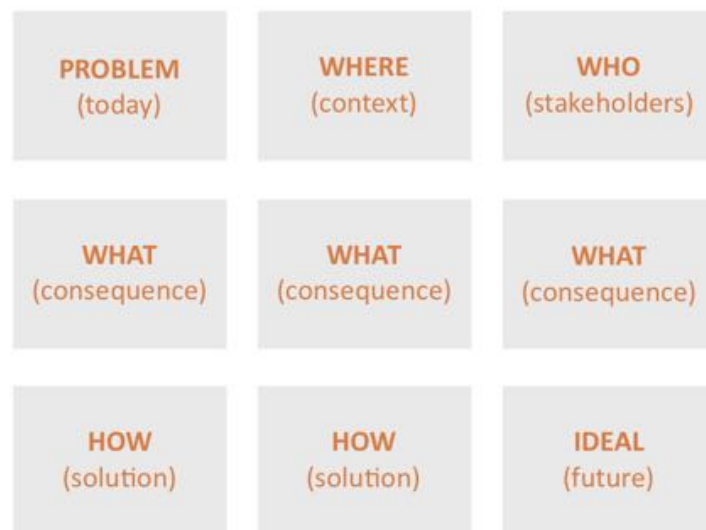 PROBLEM
(today)
WHERE
(context)
WHO
(stakeholders)
WHAT
(consequence)
WHAT
(consequence)
WHAT
(consequence)
HOW
(solution)
HOW
(solution)
IDEAL
(future)